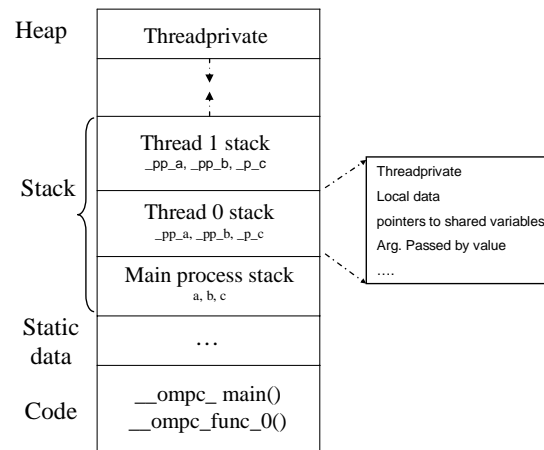 Heap
Threadprivate
Thread 1 stack
_pp_a, _pp_b, _p_c
Stack
Thread 0 stack
_pp_a, _pp_b, _p_c
Main process stack
a, b, c
Threadprivate
Local data
pointers to shared variables
Arg. Passed by value
….
Static
data
…
Code
__ompc_ main()
__ompc_func_0()